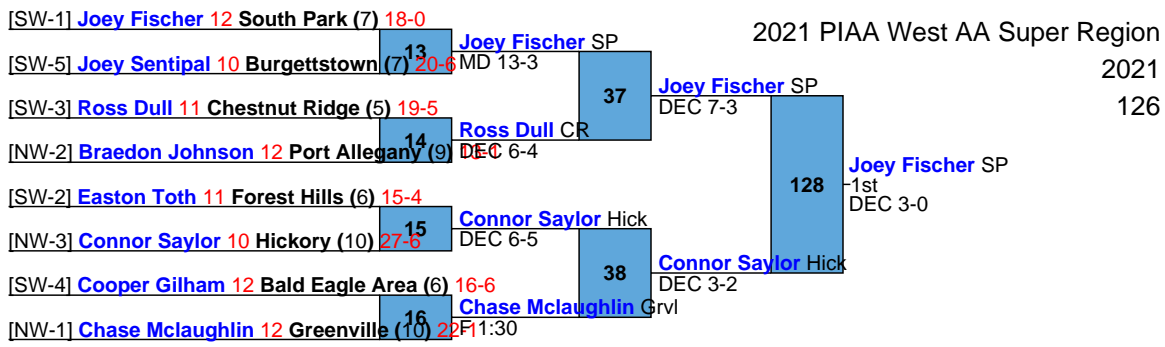 2021 PIAA West AA Super Region
2021
126
[SW-1] Joey Fischer 12 South Park (7) 18-0
[SW-5] Joey Sentipal 10 Burgettstown (7) 20-6
13
Joey Fischer SP
MD 13-3
[SW-3] Ross Dull 11 Chestnut Ridge (5) 19-5
[NW-2] Braedon Johnson 12 Port Allegany (9) 13-1
14
Ross Dull CR
DEC 6-4
37
Joey Fischer SP
DEC 7-3
[SW-2] Easton Toth 11 Forest Hills (6) 15-4
[NW-3] Connor Saylor 10 Hickory (10) 27-6
15
Connor Saylor Hick
DEC 6-5
[SW-4] Cooper Gilham 12 Bald Eagle Area (6) 16-6
[NW-1] Chase Mclaughlin 12 Greenville (10) 22-1
16
Chase Mclaughlin Grvl
F 1:30
38
Connor Saylor Hick
DEC 3-2
128
Joey Fischer SP
1st
DEC 3-0